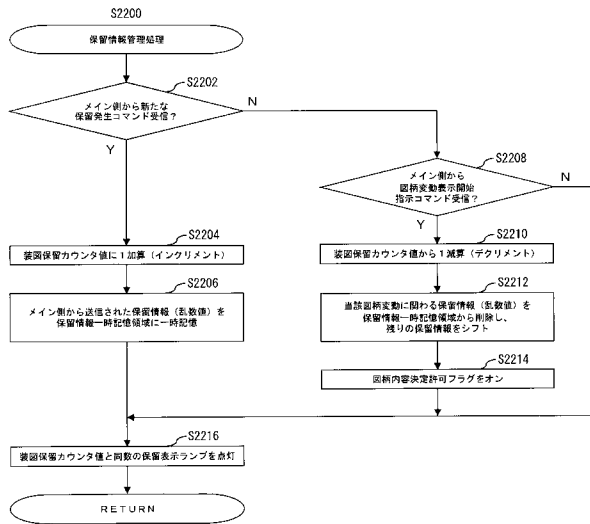 S2200
保留情報管理処理
S2202
メイン側から新たな
保留発生コマンド受信？
N
Y
S2208
メイン側から
図柄変動表示開始
指示コマンド受信？
N
Y
S2204
装図保留カウンタ値に１加算（インクリメント）
S2210
装図保留カウンタ値から１減算（デクリメント）
S2206
メイン側から送信された保留情報（乱数値）を
保留情報一時記憶領域に一時記憶
S2212
当該図柄変動に関わる保留情報（乱数値）を
保留情報一時記憶領域から削除し、
残りの保留情報をシフト
S2214
図柄内容決定許可フラグをオン
S2216
装図保留カウンタ値と同数の保留表示ランプを点灯
RETURN